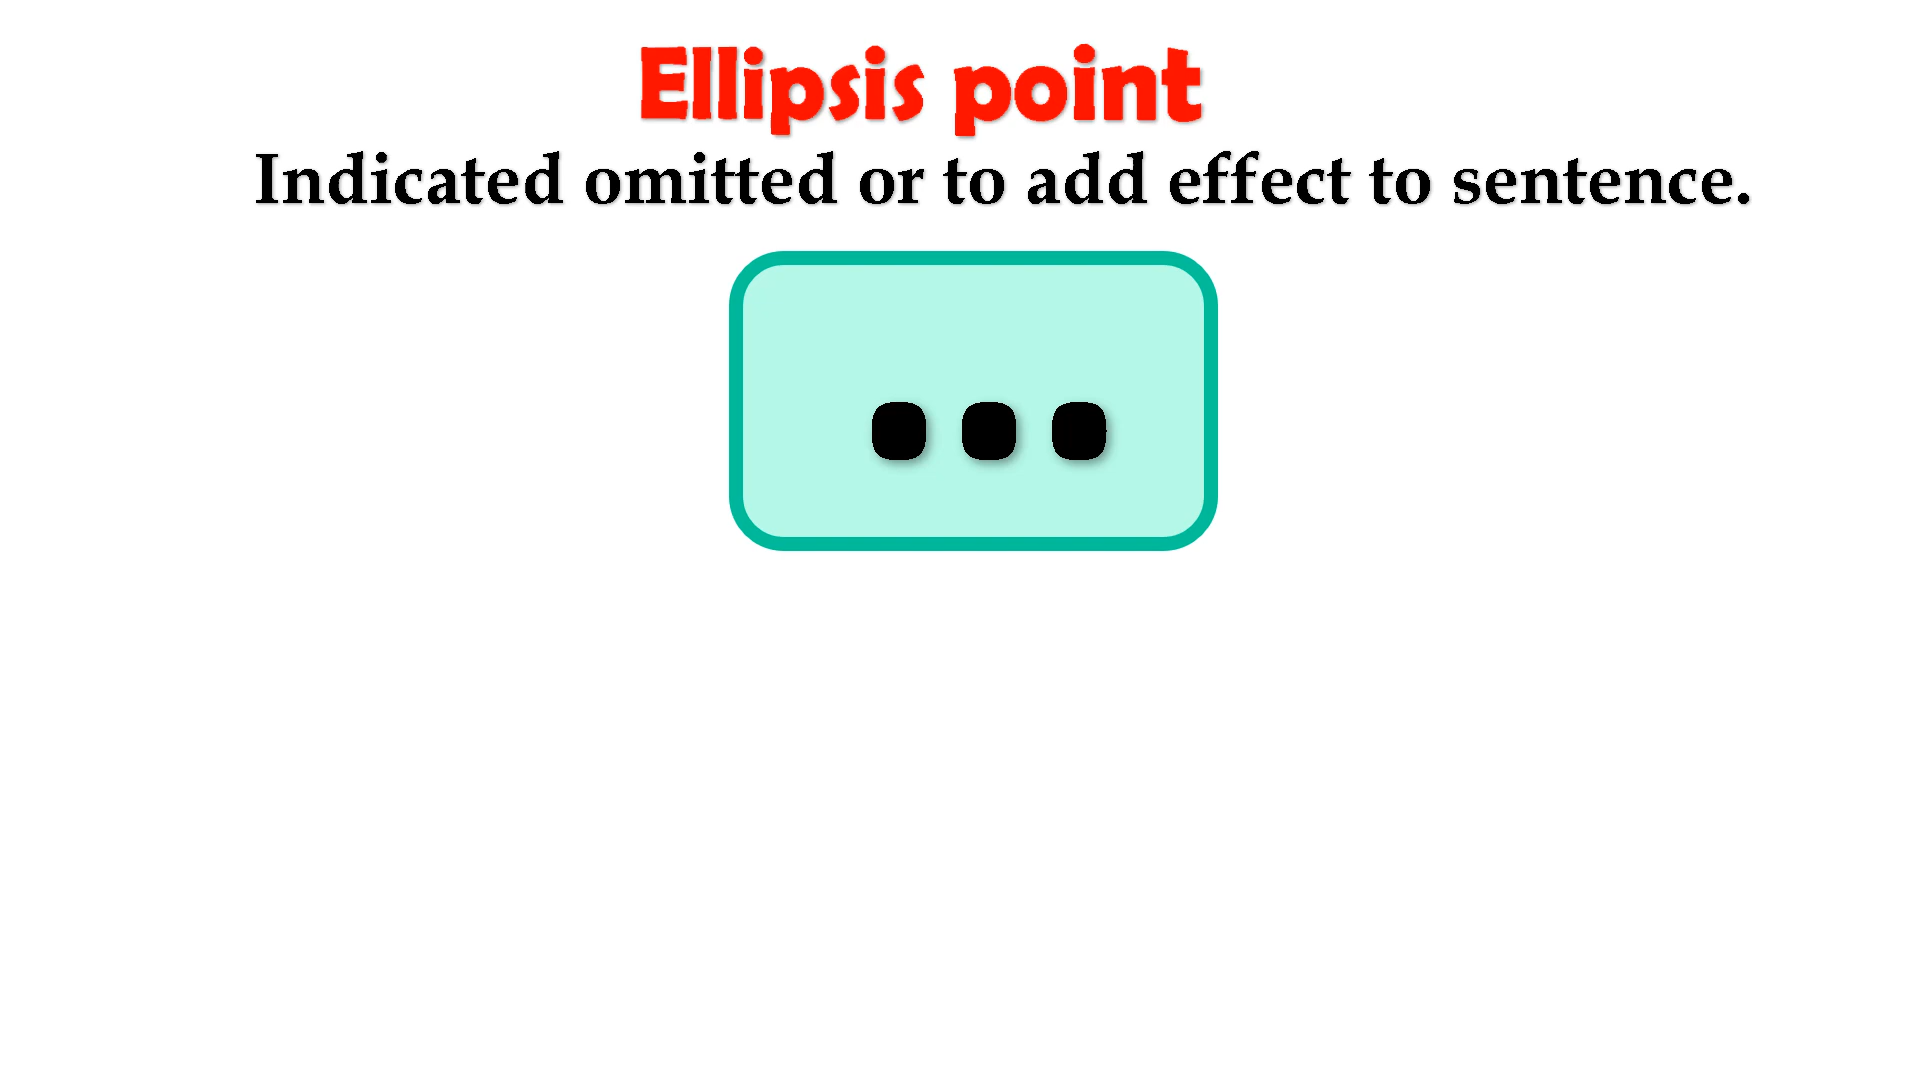 Ellipsis point
Indicated omitted or to add effect to sentence.
...